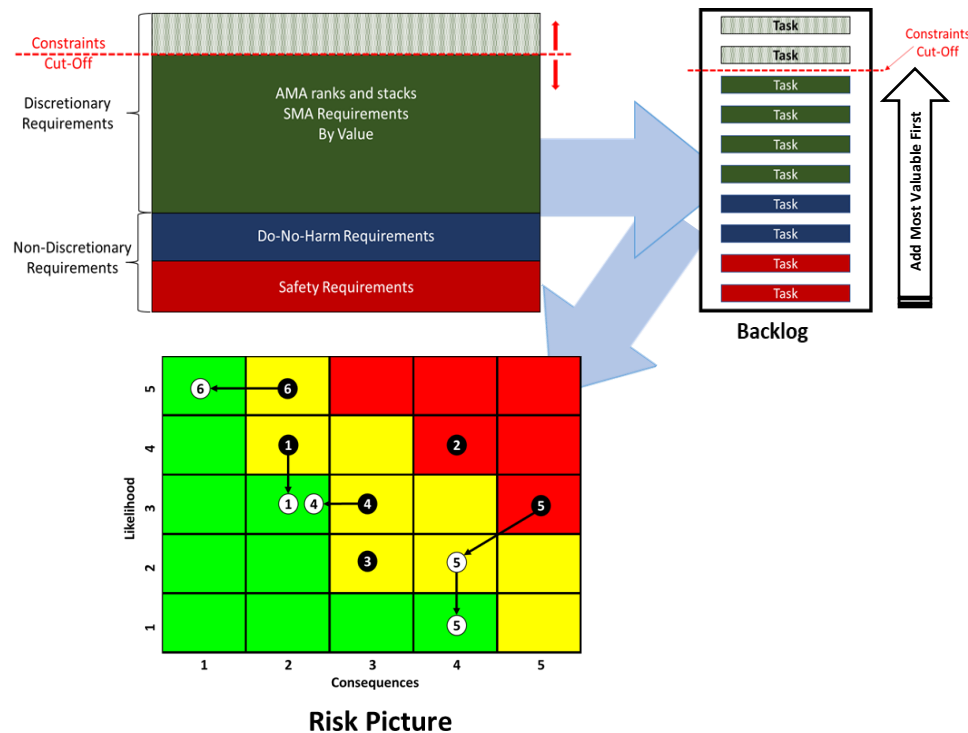 Constraints
Cut-Off
Discretionary
Requirements
AMA ranks and stacks
SMA Requirements
By Value
Non-Discretionary
Requirements
Do-No-Harm Requirements
Safety Requirements
Task
Task
Task
Task
Task
Task
Task
Task
Task
Task
Backlog
Constraints
Cut-Off
Add Most Valuable First
Likelihood
5
4
3
2
1
6
6
1
2
1
4
4
5
3
5
5
1
2
3
4
5
Consequences
Risk Picture